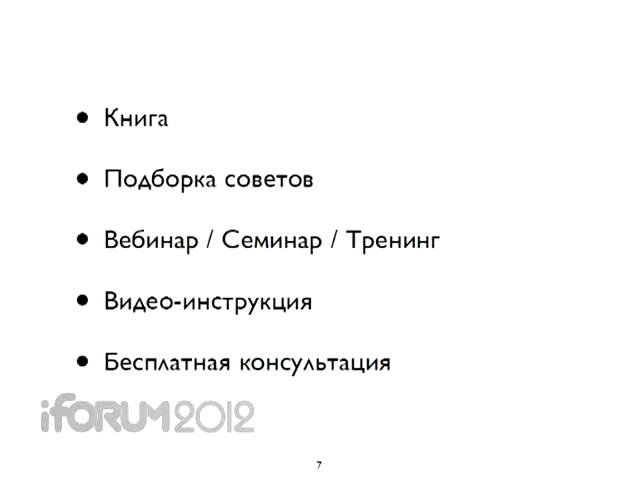 • Книга
• Подборка советов
• Вебинар / Семинар / Тренинг
• Видео-инструкция
• Бесплатная консультация
iFORUM2012
7